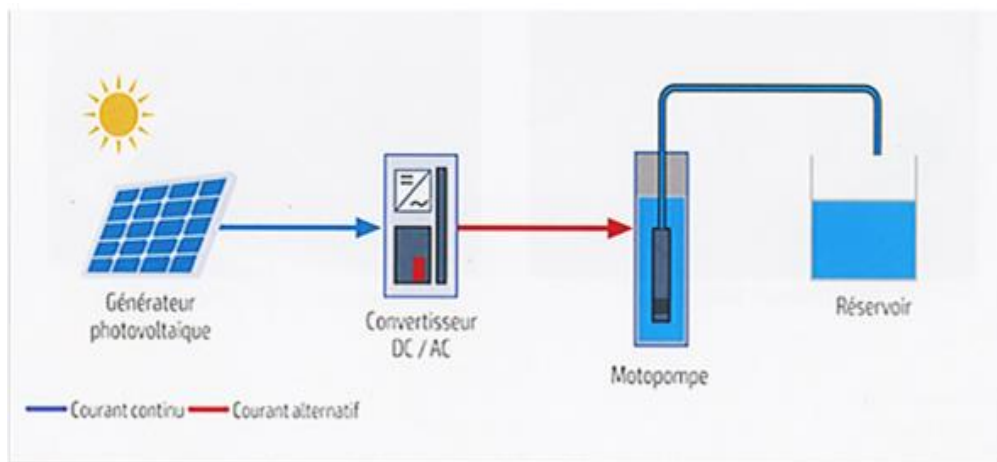 Générateur
photovoltaïque
Convertisseur
DC / AC
Motopompe
Réservoir
Courant continu
Courant alternatif